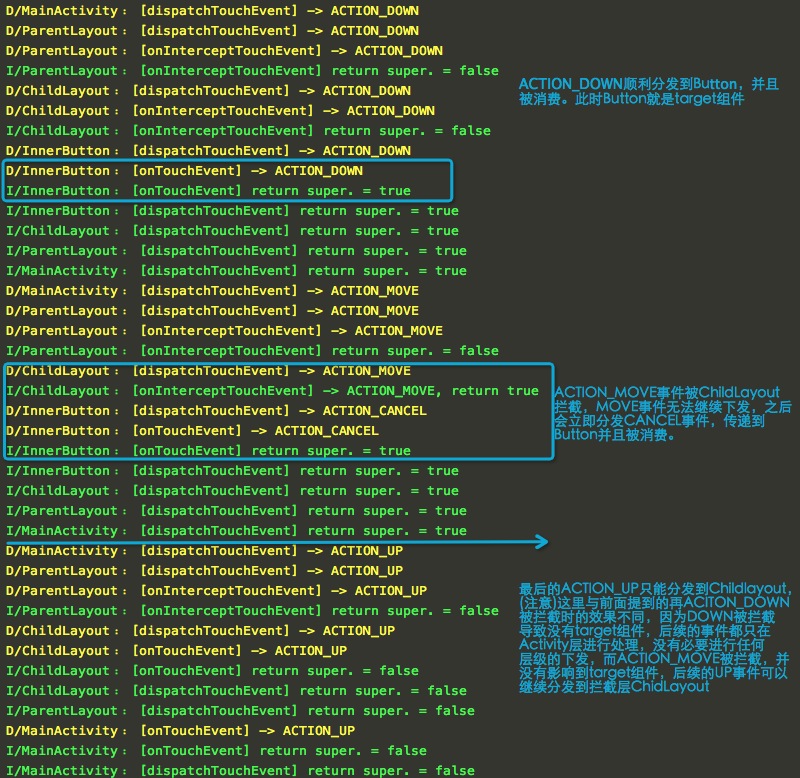 D/MainActivity: [dispatchTouchEvent] -> ACTION_DOWN
D/ParentLayout: [dispatchTouchEvent] -> ACTION_DOWN
D/ParentLayout: [onInterceptTouchEvent] -> ACTION_DOWN
I/ParentLayout: [onInterceptTouchEvent] return super. = false
D/ChildLayout: [dispatchTouchEvent] -> ACTION_DOWN
D/ChildLayout: [onInterceptTouchEvent] -> ACTION_DOWN
I/ChildLayout: [onInterceptTouchEvent] return super. = false
D/InnerButton: [dispatchTouchEvent] -> ACTION_DOWN
D/InnerButton: [onTouchEvent] -> ACTION_DOWN
I/InnerButton: [onTouchEvent] return super. = true
I/InnerButton: [dispatchTouchEvent] return super. = true
I/ChildLayout: [dispatchTouchEvent] return super. = true
I/ParentLayout: [dispatchTouchEvent] return super. = true
I/MainActivity: [dispatchTouchEvent] return super. = true
D/MainActivity: [dispatchTouchEvent] -> ACTION_MOVE
D/ParentLayout: [dispatchTouchEvent] -> ACTION_MOVE
D/ParentLayout: [onInterceptTouchEvent] -> ACTION_MOVE
I/ParentLayout: [onInterceptTouchEvent] return super. = false
D/ChildLayout: [dispatchTouchEvent] -> ACTION_MOVE
I/ChildLayout: [onInterceptTouchEvent] -> ACTION_MOVE, return true
D/InnerButton: [dispatchTouchEvent] -> ACTION_CANCEL
D/InnerButton: [onTouchEvent] -> ACTION_CANCEL
I/InnerButton: [onTouchEvent] return super. = true
I/InnerButton: [dispatchTouchEvent] return super. = true
I/ChildLayout: [dispatchTouchEvent] return super. = true
I/ParentLayout: [dispatchTouchEvent] return super. = true
I/MainActivity: [dispatchTouchEvent] return super. = true
D/MainActivity: [dispatchTouchEvent] -> ACTION_UP
D/ParentLayout: [dispatchTouchEvent] -> ACTION_UP
D/ParentLayout: [onInterceptTouchEvent] -> ACTION_UP
I/ParentLayout: [onInterceptTouchEvent] return super. = false
D/ChildLayout: [dispatchTouchEvent] -> ACTION_UP
D/ChildLayout: [onTouchEvent] -> ACTION_UP
I/ChildLayout: [onTouchEvent] return super. = false
I/ChildLayout: [dispatchTouchEvent] return super. = false
I/ParentLayout: [dispatchTouchEvent] return super. = false
D/MainActivity: [onTouchEvent] -> ACTION_UP
I/MainActivity: [onTouchEvent] return super. = false
I/MainActivity: [dispatchTouchEvent] return super. = false
ACTION_DOWN顺利分发到Button，并且
被消费。此时Button就是target组件
ACTION_MOVE事件被ChildLayout
拦截，MOVE事件无法继续下发，之后
会立即分发CANCEL事件，传递到
Button并且被消费。
最后的ACTION_UP只能分发到Childlayout，
(注意)这里与前面提到的再ACITON_DOWN
被拦截时的效果不同，因为DOWN被拦截
导致没有target组件，后续的事件都只在
Activity层进行处理，没有必要进行任何
层级的下发，而ACTION_MOVE被拦截，并
没有影响到target组件，后续的UP事件可以
继续分发到拦截层ChidLayout